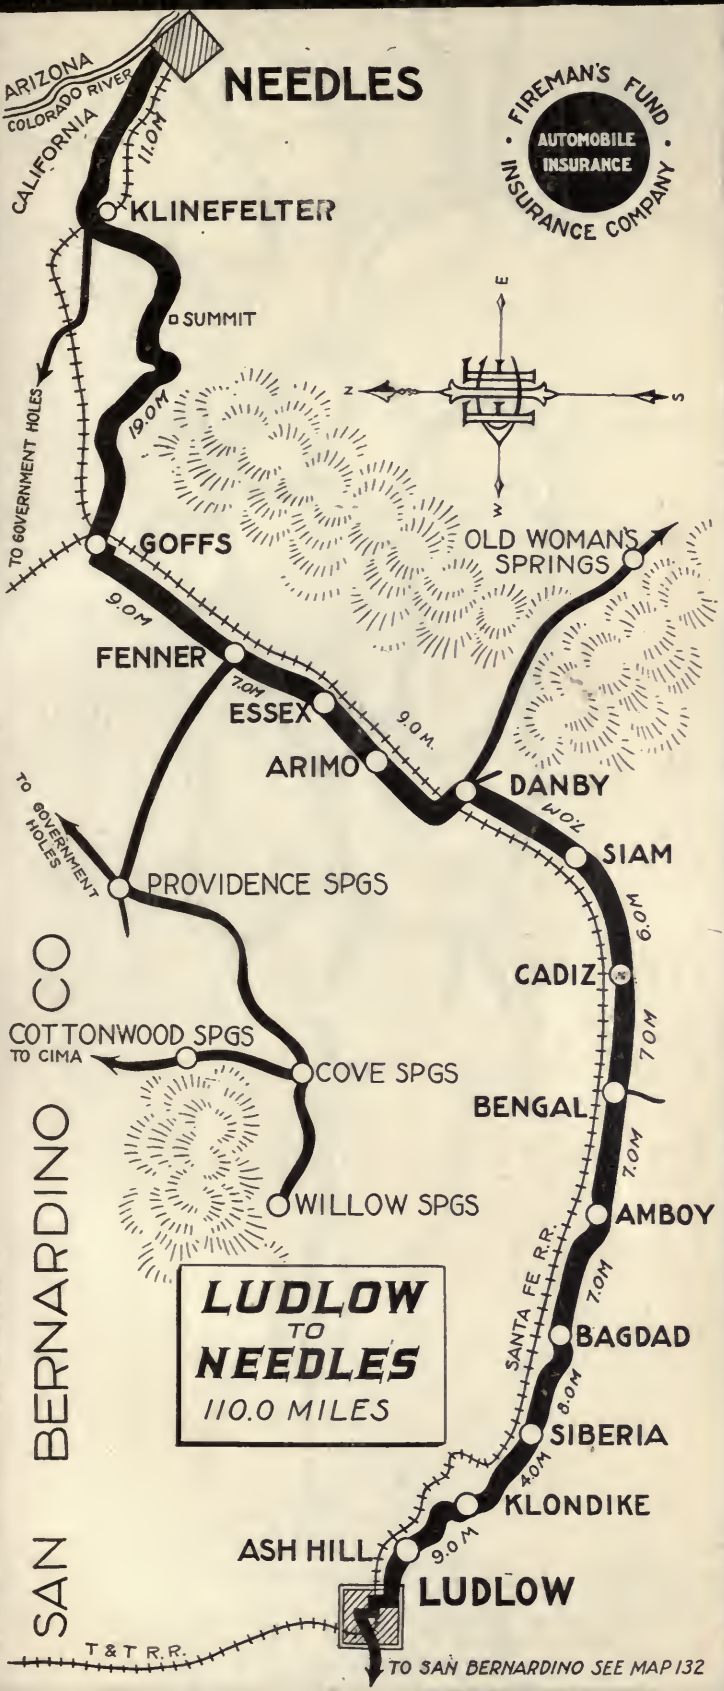 ARIZONA
COLORADO RIVER
CALIFORNIA
NEEDLES
FIREMAN'S FUND
AUTOMOBILE
INSURANCE
INSURANCE COMPANY
11.0M
KLINEFELTER
SUMMIT
TO GOVERNMENT HOLES
19.0M
E
N
S
W
GOFFS
OLD WOMAN'S
SPRINGS
9.0M
FENNER
7.0M
ESSEX
9.0M.
ARIMO
DANBY
7.0M
TO GOVERNMENT
HOLES
SIAM
PROVIDENCE SPGS
6.0M
CADIZ
COTTONWOOD SPGS
TO CIMA
COVE SPGS
7.0M
BENGAL
7.0M
WILLOW SPGS
AMBOY
SANTA FE R.R.
7.0M
LUDLOW
TO
NEEDLES
110.0 MILES
BAGDAD
8.0M
SIBERIA
4.0M
KLONDIKE
ASH HILL
9.0M
LUDLOW
SAN BERNARDINO CO
T & T R.R.
TO SAN BERNARDINO SEE MAP 132